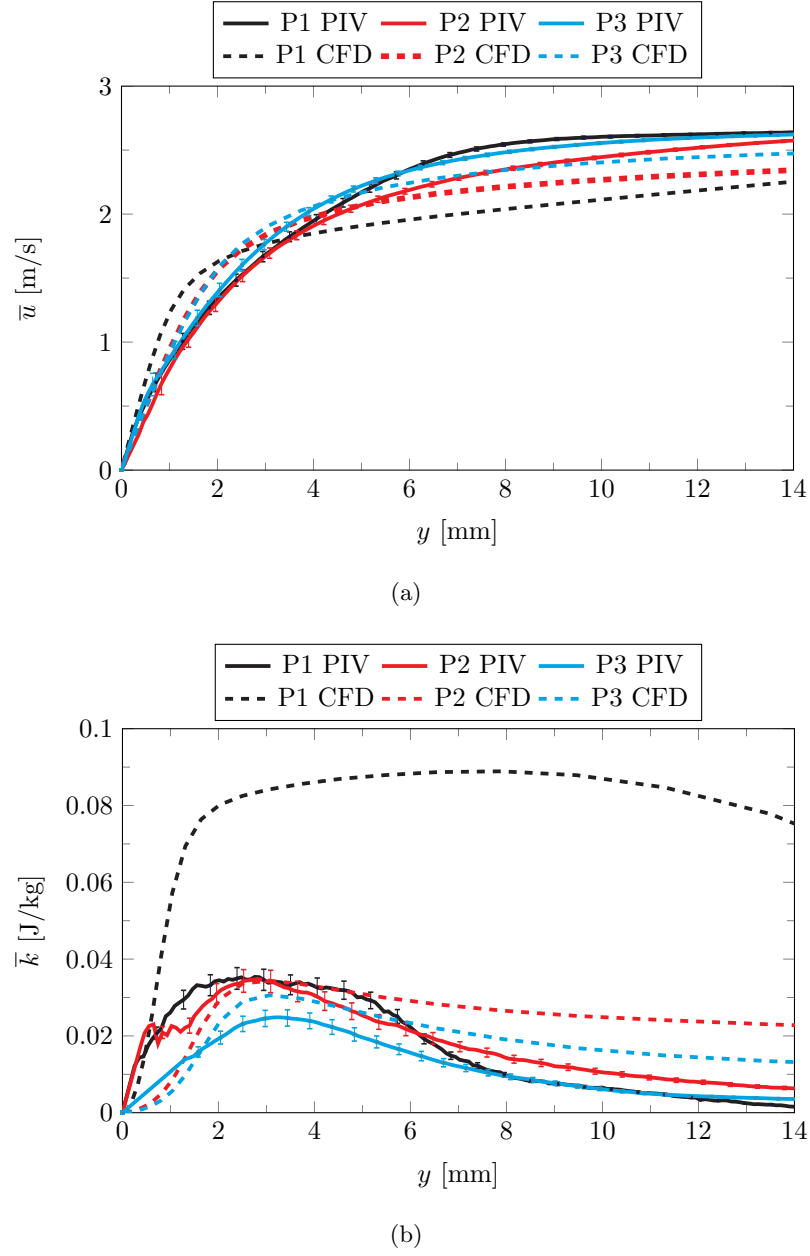 P1 PIV P2 PIV P3 PIV
P1 CFD P2 CFD P3 CFD
3
2
1
0
u̅ [m/s]
0 2 4 6 8 10 12 14
y [mm]
(a)
P1 PIV P2 PIV P3 PIV
P1 CFD P2 CFD P3 CFD
0.1
0.08
0.06
0.04
0.02
0
k̅ [J/kg]
0 2 4 6 8 10 12 14
y [mm]
(b)